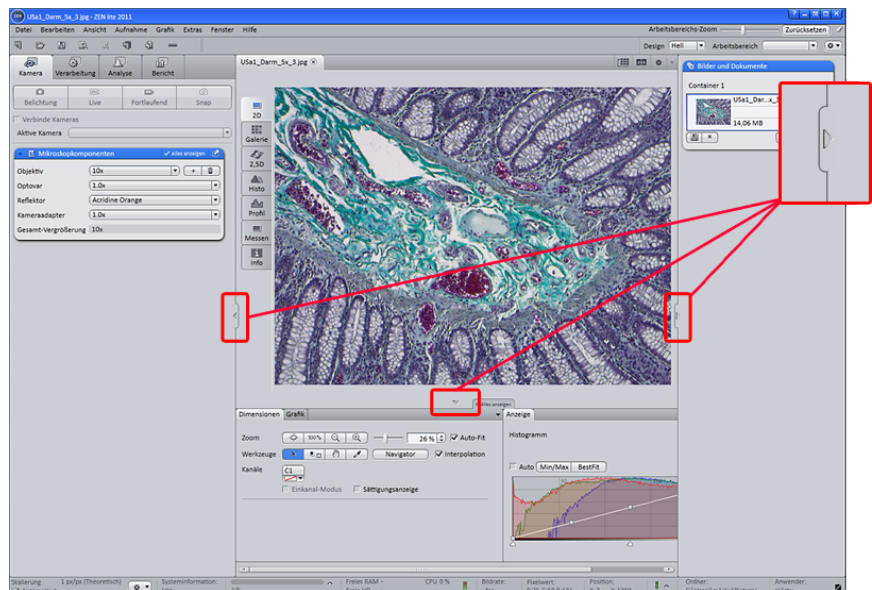 USa1_Darm_5x_3.jpg - ZEN lite 2011
Datei Bearbeiten Ansicht Aufnahme Grafik Extras Fenster Hilfe
Arbeitsbereichs-Zoom Zurücksetzen
Design Hell Arbeitsbereich
Kamera Verarbeitung Analyse Bericht
USa1_Darm_5x_3.jpg
Bilder und Dokumente
Belichtung Live Fortlaufend Snap
Verbinde Kameras
Aktive Kamera
Mikroskopkomponenten Alles anzeigen
Objektiv 10x
Optovar 1.0x
Reflektor Acridine Orange
Kameraadapter 1.0x
Gesamt-Vergrößerung 10x
2D
Galerie
2,5D
Histo
Profil
Messen
Info
Container 1
USa1_Dar...x_
14,06 MB
Alles anzeigen
Dimensionen Grafik
Zoom 100% 26 % Auto-Fit
Werkzeuge Navigator Interpolation
Kanäle C1
Einkanal-Modus Sättigungsanzeige
Anzeige
Histogramm
Auto Min/Max BestFit
Skalierung 1 px/px (Theoretisch) Systeminformation: Freies RAM - CPU 0 % Bildrate: Pixelwert: Position: Ordner: Anwender: